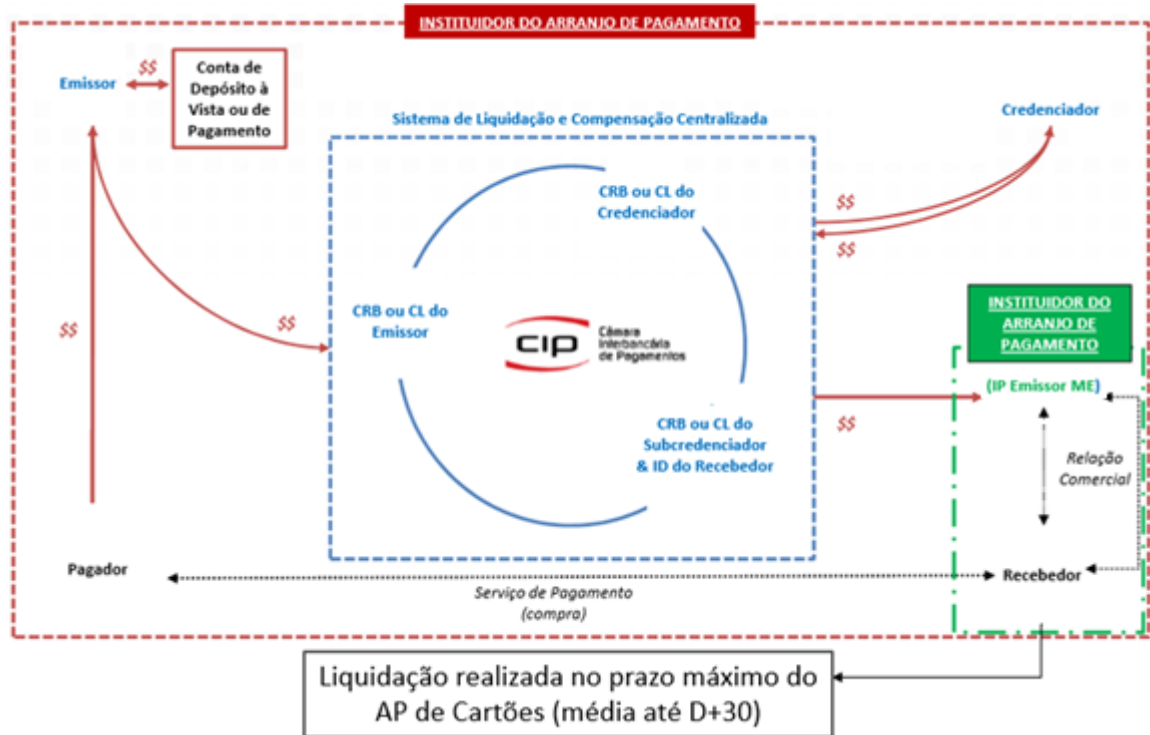 INSTITUIDOR DO ARRANJO DE PAGAMENTO
Emissor
$$
Conta de
Depósito à
Vista ou de
Pagamento
Sistema de Liquidação e Compensação Centralizada
Credenciador
CRB ou CL do
Credenciador
$$
$$
CRB ou CL do
Emissor
$$
$$
CIP
Câmara
Interbancária
de Pagamentos
INSTITUIDOR DO
ARRANJO DE
PAGAMENTO
(IP Emissor ME)
$$
CRB ou CL do
Subcredenciador
& ID do Recebedor
Relação
Comercial
Pagador
Recebedor
Serviço de Pagamento
(compra)
Liquidação realizada no prazo máximo do
AP de Cartões (média até D+30)